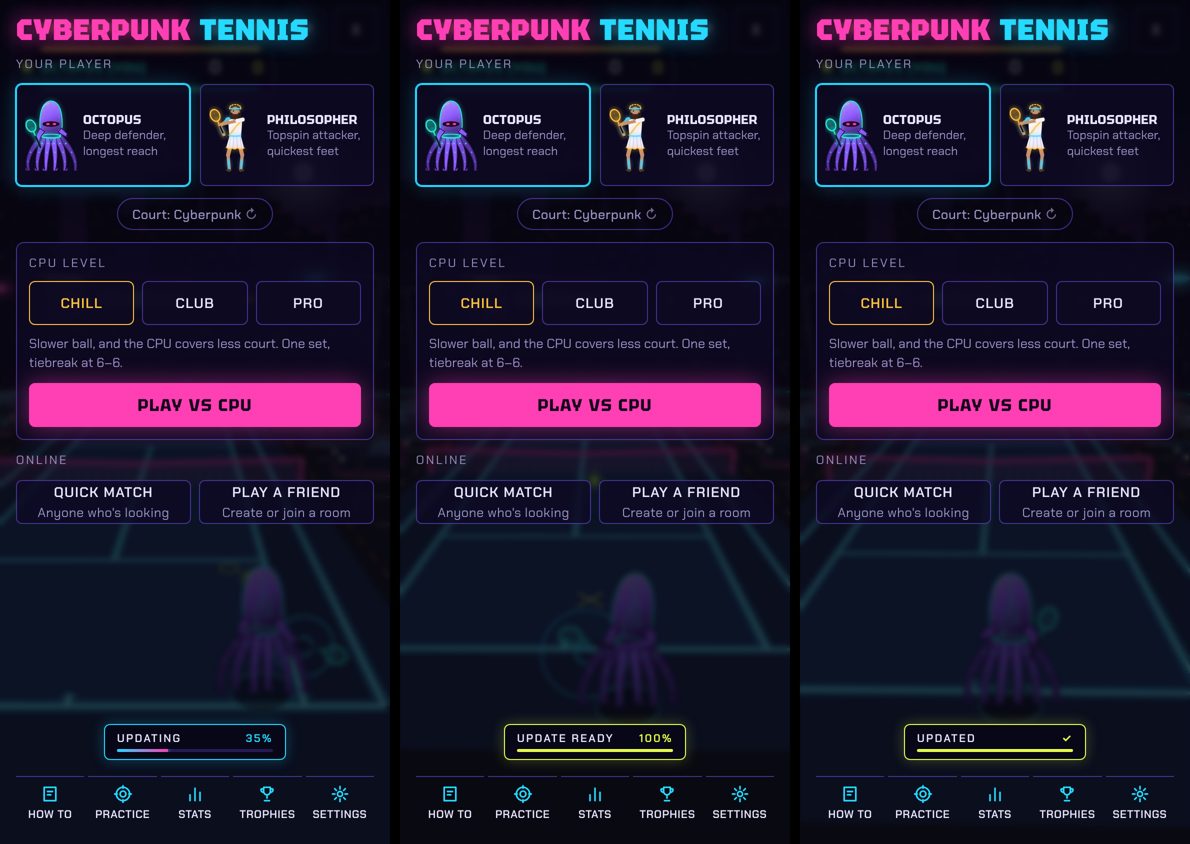 CYBERPUNK TENNIS
YOUR PLAYER
OCTOPUS
Deep defender,
longest reach
PHILOSOPHER
Topspin attacker,
quickest feet
Court: Cyberpunk ↻
CPU LEVEL
CHILL
CLUB
PRO
Slower ball, and the CPU covers less court. One set,
tiebreak at 6–6.
PLAY VS CPU
ONLINE
QUICK MATCH
Anyone who's looking
PLAY A FRIEND
Create or join a room
UPDATING 35%
HOW TO
PRACTICE
STATS
TROPHIES
SETTINGS
CYBERPUNK TENNIS
YOUR PLAYER
OCTOPUS
Deep defender,
longest reach
PHILOSOPHER
Topspin attacker,
quickest feet
Court: Cyberpunk ↻
CPU LEVEL
CHILL
CLUB
PRO
Slower ball, and the CPU covers less court. One set,
tiebreak at 6–6.
PLAY VS CPU
ONLINE
QUICK MATCH
Anyone who's looking
PLAY A FRIEND
Create or join a room
UPDATE READY 100%
HOW TO
PRACTICE
STATS
TROPHIES
SETTINGS
CYBERPUNK TENNIS
YOUR PLAYER
OCTOPUS
Deep defender,
longest reach
PHILOSOPHER
Topspin attacker,
quickest feet
Court: Cyberpunk ↻
CPU LEVEL
CHILL
CLUB
PRO
Slower ball, and the CPU covers less court. One set,
tiebreak at 6–6.
PLAY VS CPU
ONLINE
QUICK MATCH
Anyone who's looking
PLAY A FRIEND
Create or join a room
UPDATED ✓
HOW TO
PRACTICE
STATS
TROPHIES
SETTINGS